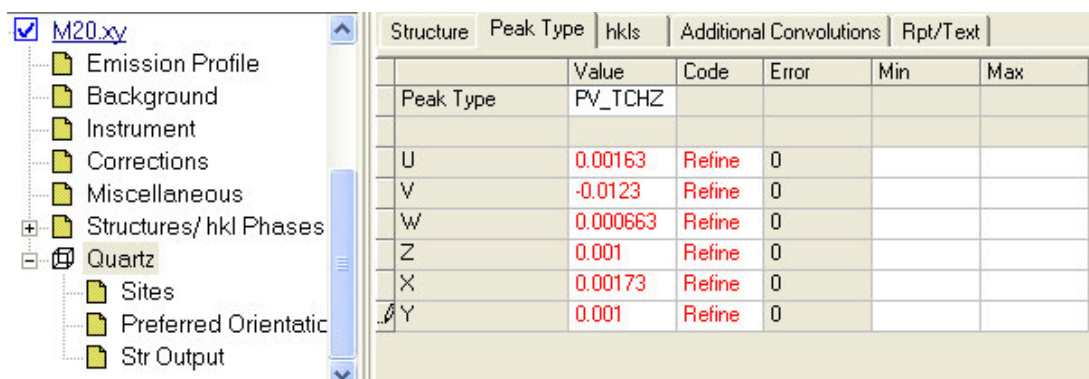 M20.xy
Emission Profile
Background
Instrument
Corrections
Miscellaneous
Structures/ hkl Phases
Quartz
Sites
Preferred Orientatic
Str Output
Structure Peak Type hkls Additional Convolutions Rpt/Text
Value Code Error Min Max
Peak Type PV_TCHZ
U 0.00163 Refine 0
V -0.0123 Refine 0
W 0.000663 Refine 0
Z 0.001 Refine 0
X 0.00173 Refine 0
Y 0.001 Refine 0